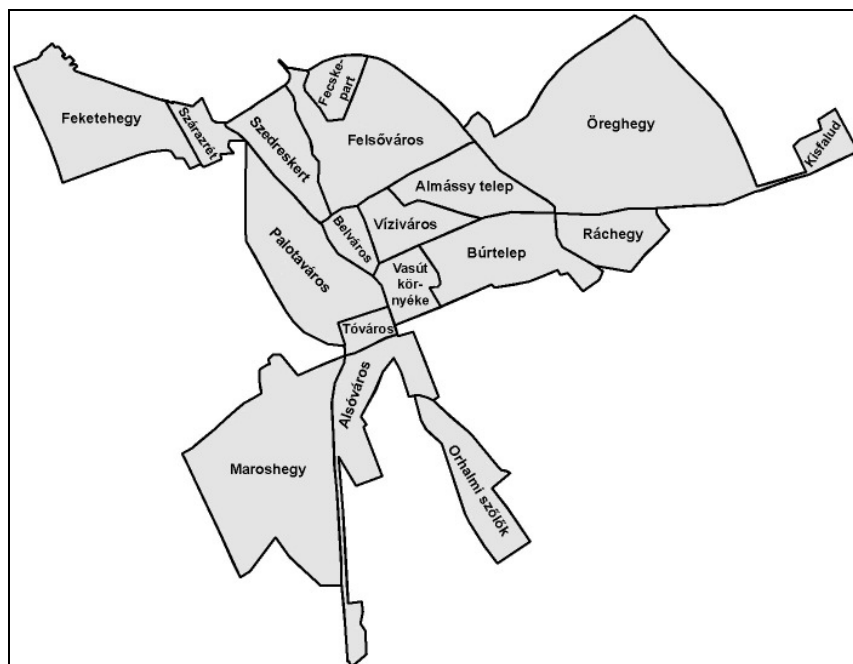 Feketehegy
Szárazrét
Szedreskert
Fecske-
part
Felsőváros
Öreghegy
Kisfalud
Almássy telep
Belváros
Víziváros
Palotaváros
Vasút
kör-
nyéke
Búrtelep
Ráchegy
Tóváros
Alsóváros
Maroshegy
Orhalmi szőlők